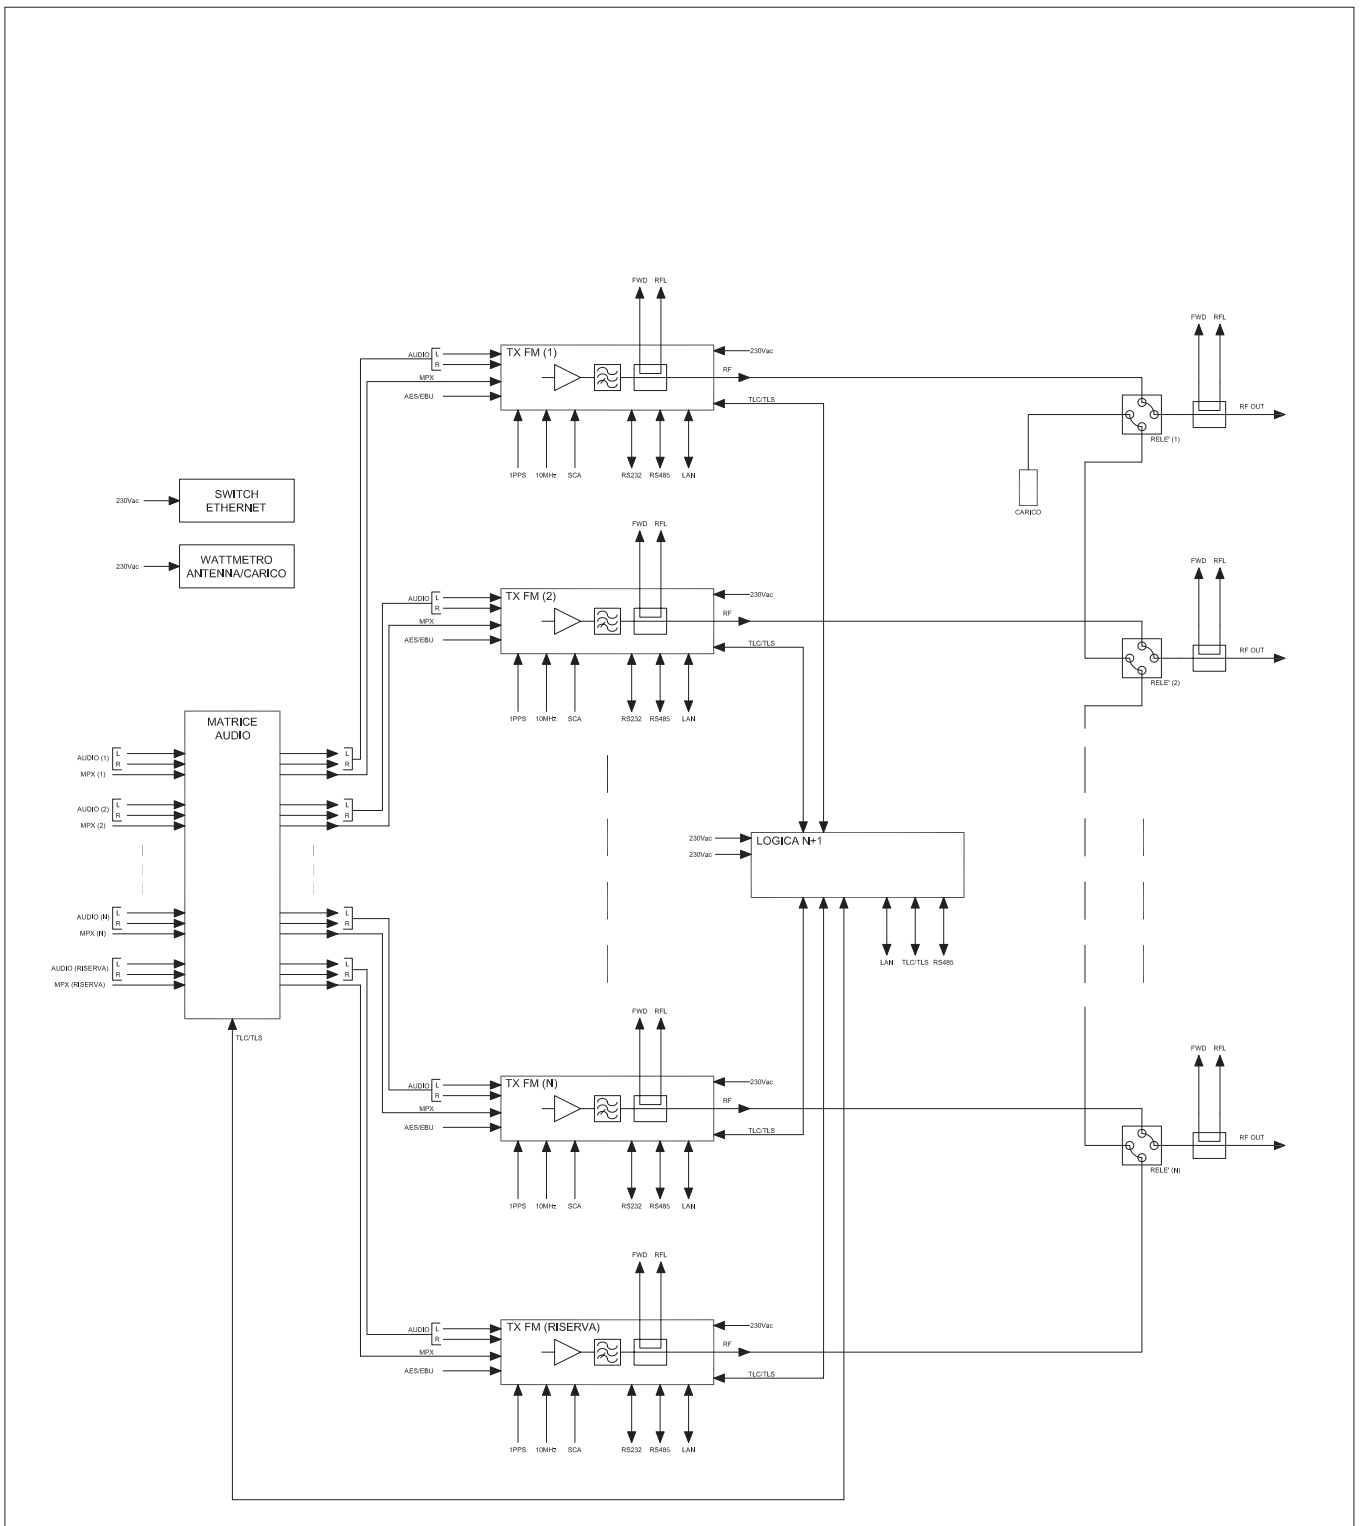 FWD RFL
TX FM (1)
230Vac
AUDIO L
R
MPX
AES/EBU
RF
TLC/TLS
1PPS 10MHz SCA RS232 RS485 LAN
FWD RFL
RF OUT
RELE' (1)
CARICO
230Vac
SWITCH
ETHERNET
230Vac
WATTMETRO
ANTENNA/CARICO
FWD RFL
TX FM (2)
230Vac
AUDIO L
R
MPX
AES/EBU
RF
TLC/TLS
1PPS 10MHz SCA RS232 RS485 LAN
FWD RFL
RF OUT
RELE' (2)
MATRICE
AUDIO
AUDIO (1) L
R
MPX (1)
L
R
AUDIO (2) L
R
MPX (2)
L
R
AUDIO (N) L
R
MPX (N)
L
R
AUDIO (RISERVA) L
R
MPX (RISERVA)
L
R
TLC/TLS
230Vac
230Vac
LOGICA N+1
LAN TLC/TLS RS485
FWD RFL
TX FM (N)
230Vac
AUDIO L
R
MPX
AES/EBU
RF
TLC/TLS
1PPS 10MHz SCA RS232 RS485 LAN
FWD RFL
RF OUT
RELE' (N)
FWD RFL
TX FM (RISERVA)
230Vac
AUDIO L
R
MPX
AES/EBU
RF
TLC/TLS
1PPS 10MHz SCA RS232 RS485 LAN